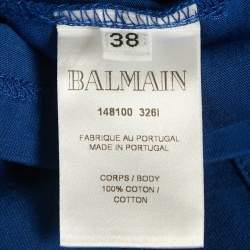 38
BALMAIN
148100 326I
FABRIQUE AU PORTUGAL
MADE IN PORTUGAL
CORPS / BODY
100% COTON /
COTTON